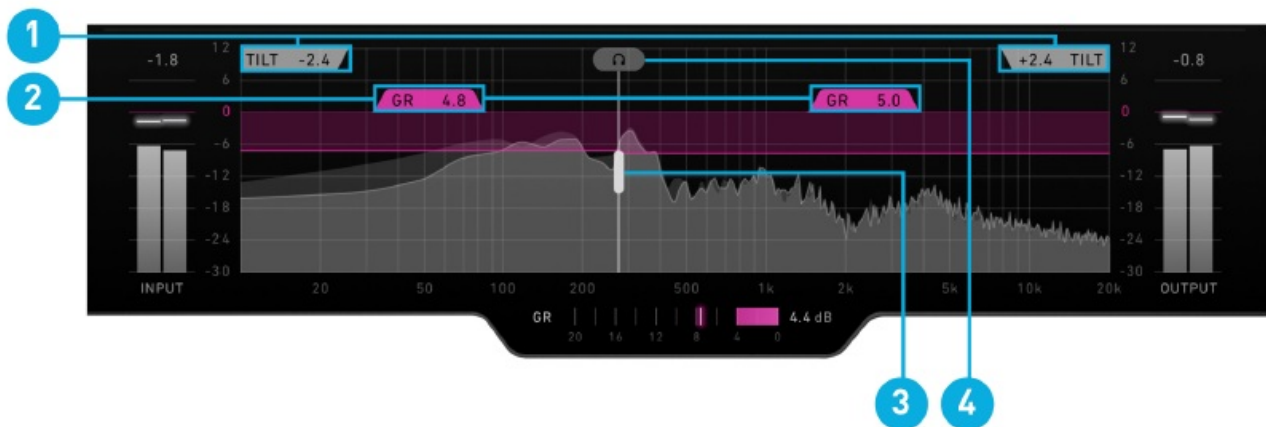 1
-1.8 12 TILT -2.4 +2.4 TILT 12 -0.8
6 6
2 GR 4.8 GR 5.0
0 0
-6 -6
-12 -12
3
-18 -18
-24 -24
-30 -30
INPUT 20 50 100 200 500 1k 2k 5k 10k 20k OUTPUT
GR 4.4 dB
20 16 12 8 4 0
3 4